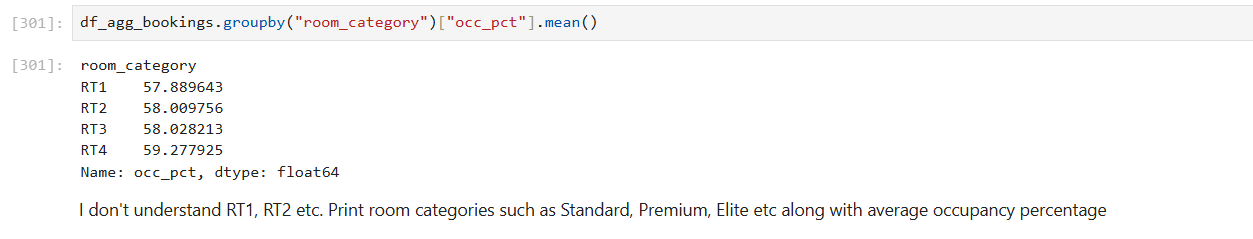 [301]: df_agg_bookings.groupby("room_category")["occ_pct"].mean()
[301]: room_category
RT1    57.889643
RT2    58.009756
RT3    58.028213
RT4    59.277925
Name: occ_pct, dtype: float64
I don't understand RT1, RT2 etc. Print room categories such as Standard, Premium, Elite etc along with average occupancy percentage